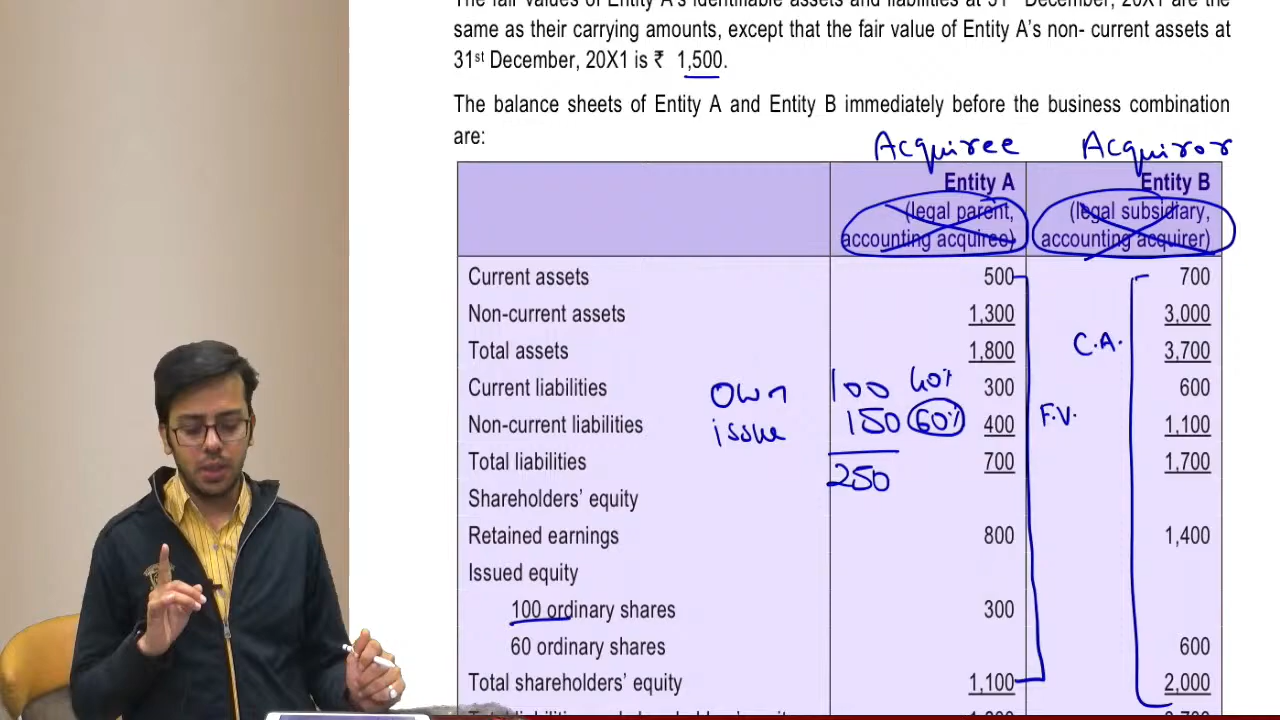 The fair values of Entity A's identifiable assets and liabilities at 31st December, 20X1 are the
same as their carrying amounts, except that the fair value of Entity A's non- current assets at
31st December, 20X1 is ₹ 1,500.
The balance sheets of Entity A and Entity B immediately before the business combination
are:
Acquiree Acquiror
Entity A Entity B
(legal parent, (legal subsidiary,
accounting acquiree) accounting acquirer)
Current assets 500 700
Non-current assets 1,300 3,000
C.A.
Total assets 1,800 3,700
Current liabilities Own 100 40% 300 600
Non-current liabilities issue 150 60% 400 F.V. 1,100
Total liabilities 250 700 1,700
Shareholders' equity
Retained earnings 800 1,400
Issued equity
100 ordinary shares 300
60 ordinary shares 600
Total shareholders' equity 1,100 2,000